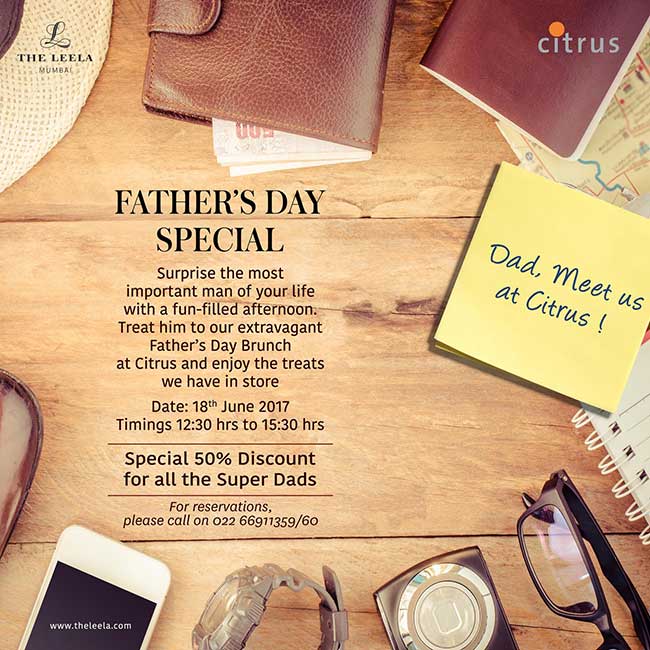 THE LEELA
MUMBAI
citrus
500
FATHER'S DAY
SPECIAL
Surprise the most
important man of your life
with a fun-filled afternoon.
Treat him to our extravagant
Father's Day Brunch
at Citrus and enjoy the treats
we have in store
Date: 18th June 2017
Timings 12:30 hrs to 15:30 hrs
Special 50% Discount
for all the Super Dads
For reservations,
please call on 022 66911359/60
Dad, Meet us
at Citrus !
www.theleela.com